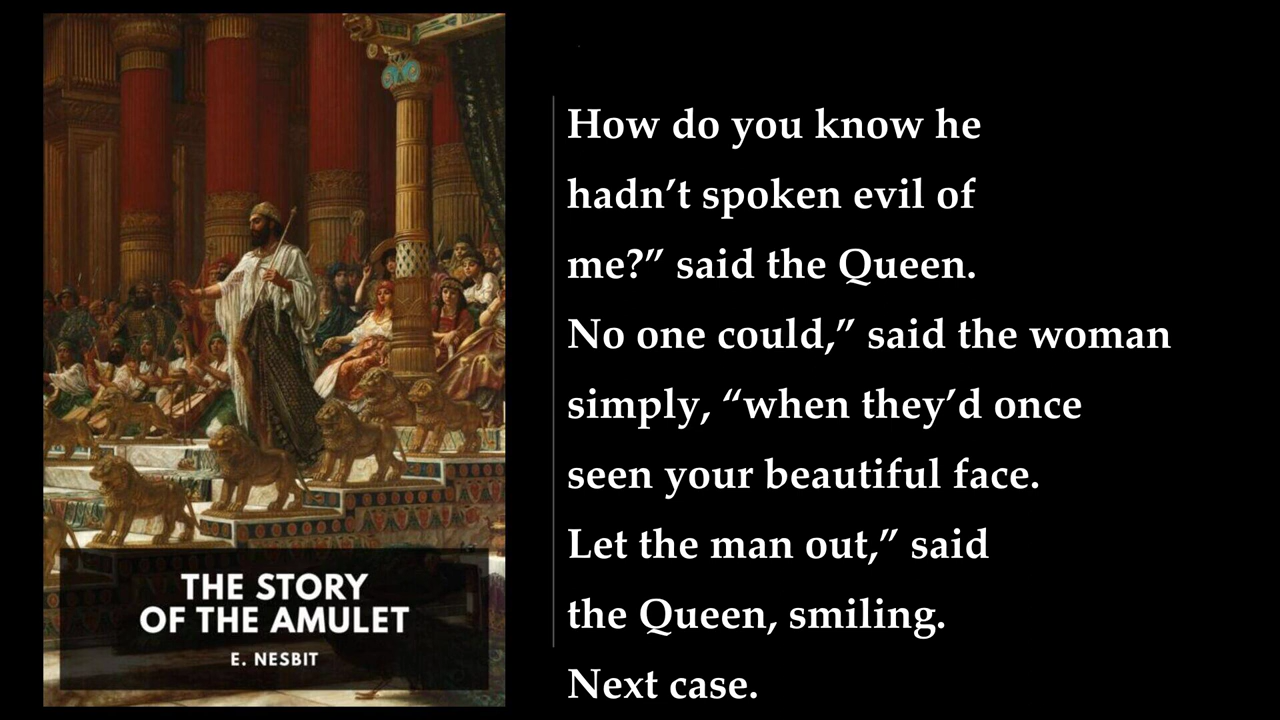 THE STORY
OF THE AMULET
E. NESBIT
How do you know he
hadn’t spoken evil of
me?” said the Queen.
No one could,” said the woman
simply, “when they’d once
seen your beautiful face.
Let the man out,” said
the Queen, smiling.
Next case.